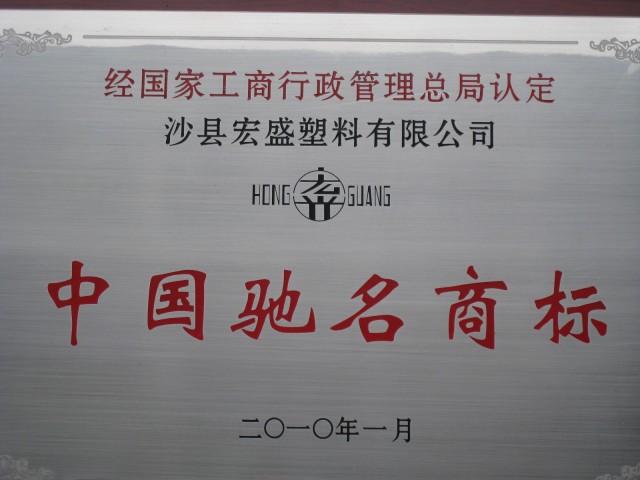 经国家工商行政管理总局认定
沙县宏盛塑料有限公司
HONG GUANG
中国驰名商标
二〇一〇年一月